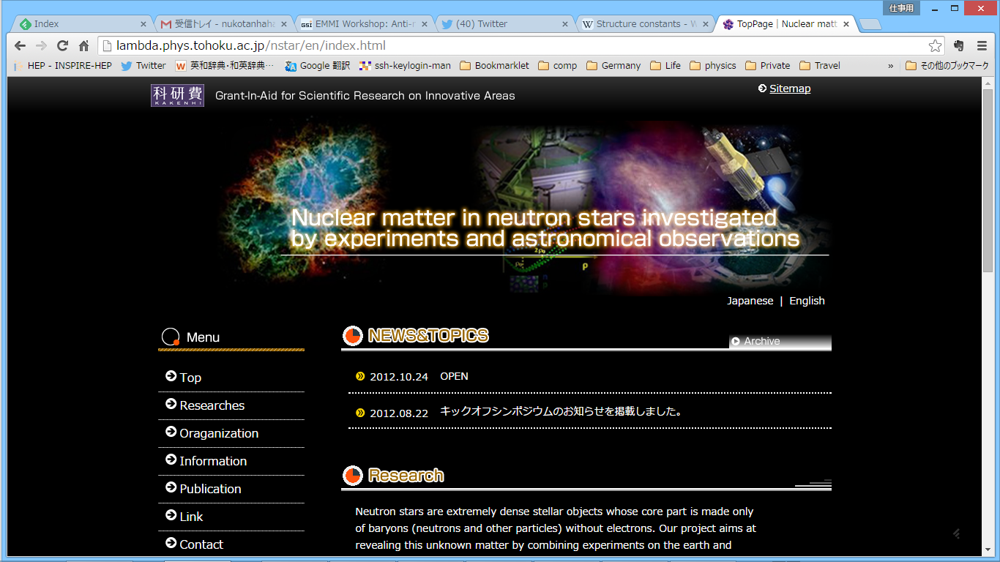 仕事用
Index
受信トレイ - nukotanhaha
GSI EMMI Workshop: Anti-r
(40) Twitter
W Structure constants - W
TopPage | Nuclear matt
lambda.phys.tohoku.ac.jp/nstar/en/index.html
HEP - INSPIRE-HEP
Twitter
W 英和辞典・和英辞典…
Google 翻訳
ssh-keylogin-man
Bookmarklet
comp
Germany
Life
physics
Private
Travel
»
その他のブックマーク
科研費
KAKENHI
Grant-In-Aid for Scientific Research on Innovative Areas
Sitemap
Nuclear matter in neutron stars investigated
by experiments and astronomical observations
2ρ₀
ρ₀
ρ
Japanese | English
Menu
Top
Researches
Oraganization
Information
Publication
Link
Contact
NEWS&TOPICS
Archive
2012.10.24 OPEN
2012.08.22 キックオフシンポジウムのお知らせを掲載しました。
Research
Neutron stars are extremely dense stellar objects whose core part is made only
of baryons (neutrons and other particles) without electrons. Our project aims at
revealing this unknown matter by combining experiments on the earth and